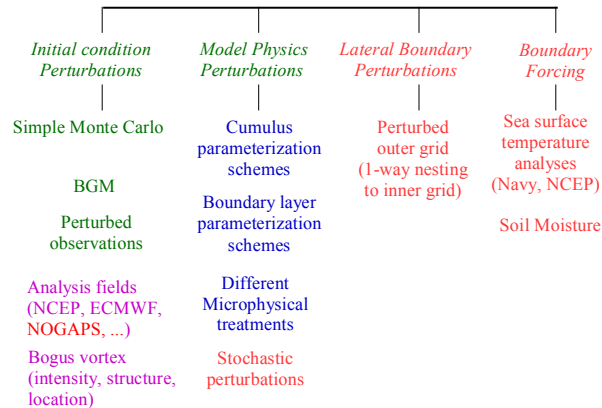 Initial condition
Perturbations
Model Physics
Perturbations
Lateral Boundary
Perturbations
Boundary
Forcing
Simple Monte Carlo
BGM
Perturbed
observations
Analysis fields
(NCEP, ECMWF,
NOGAPS, ...)
Bogus vortex
(intensity, structure,
location)
Cumulus
parameterization
schemes
Boundary layer
parameterization
schemes
Different
Microphysical
treatments
Stochastic
perturbations
Perturbed
outer grid
(1-way nesting
to inner grid)
Sea surface
temperature
analyses
(Navy, NCEP)
Soil Moisture